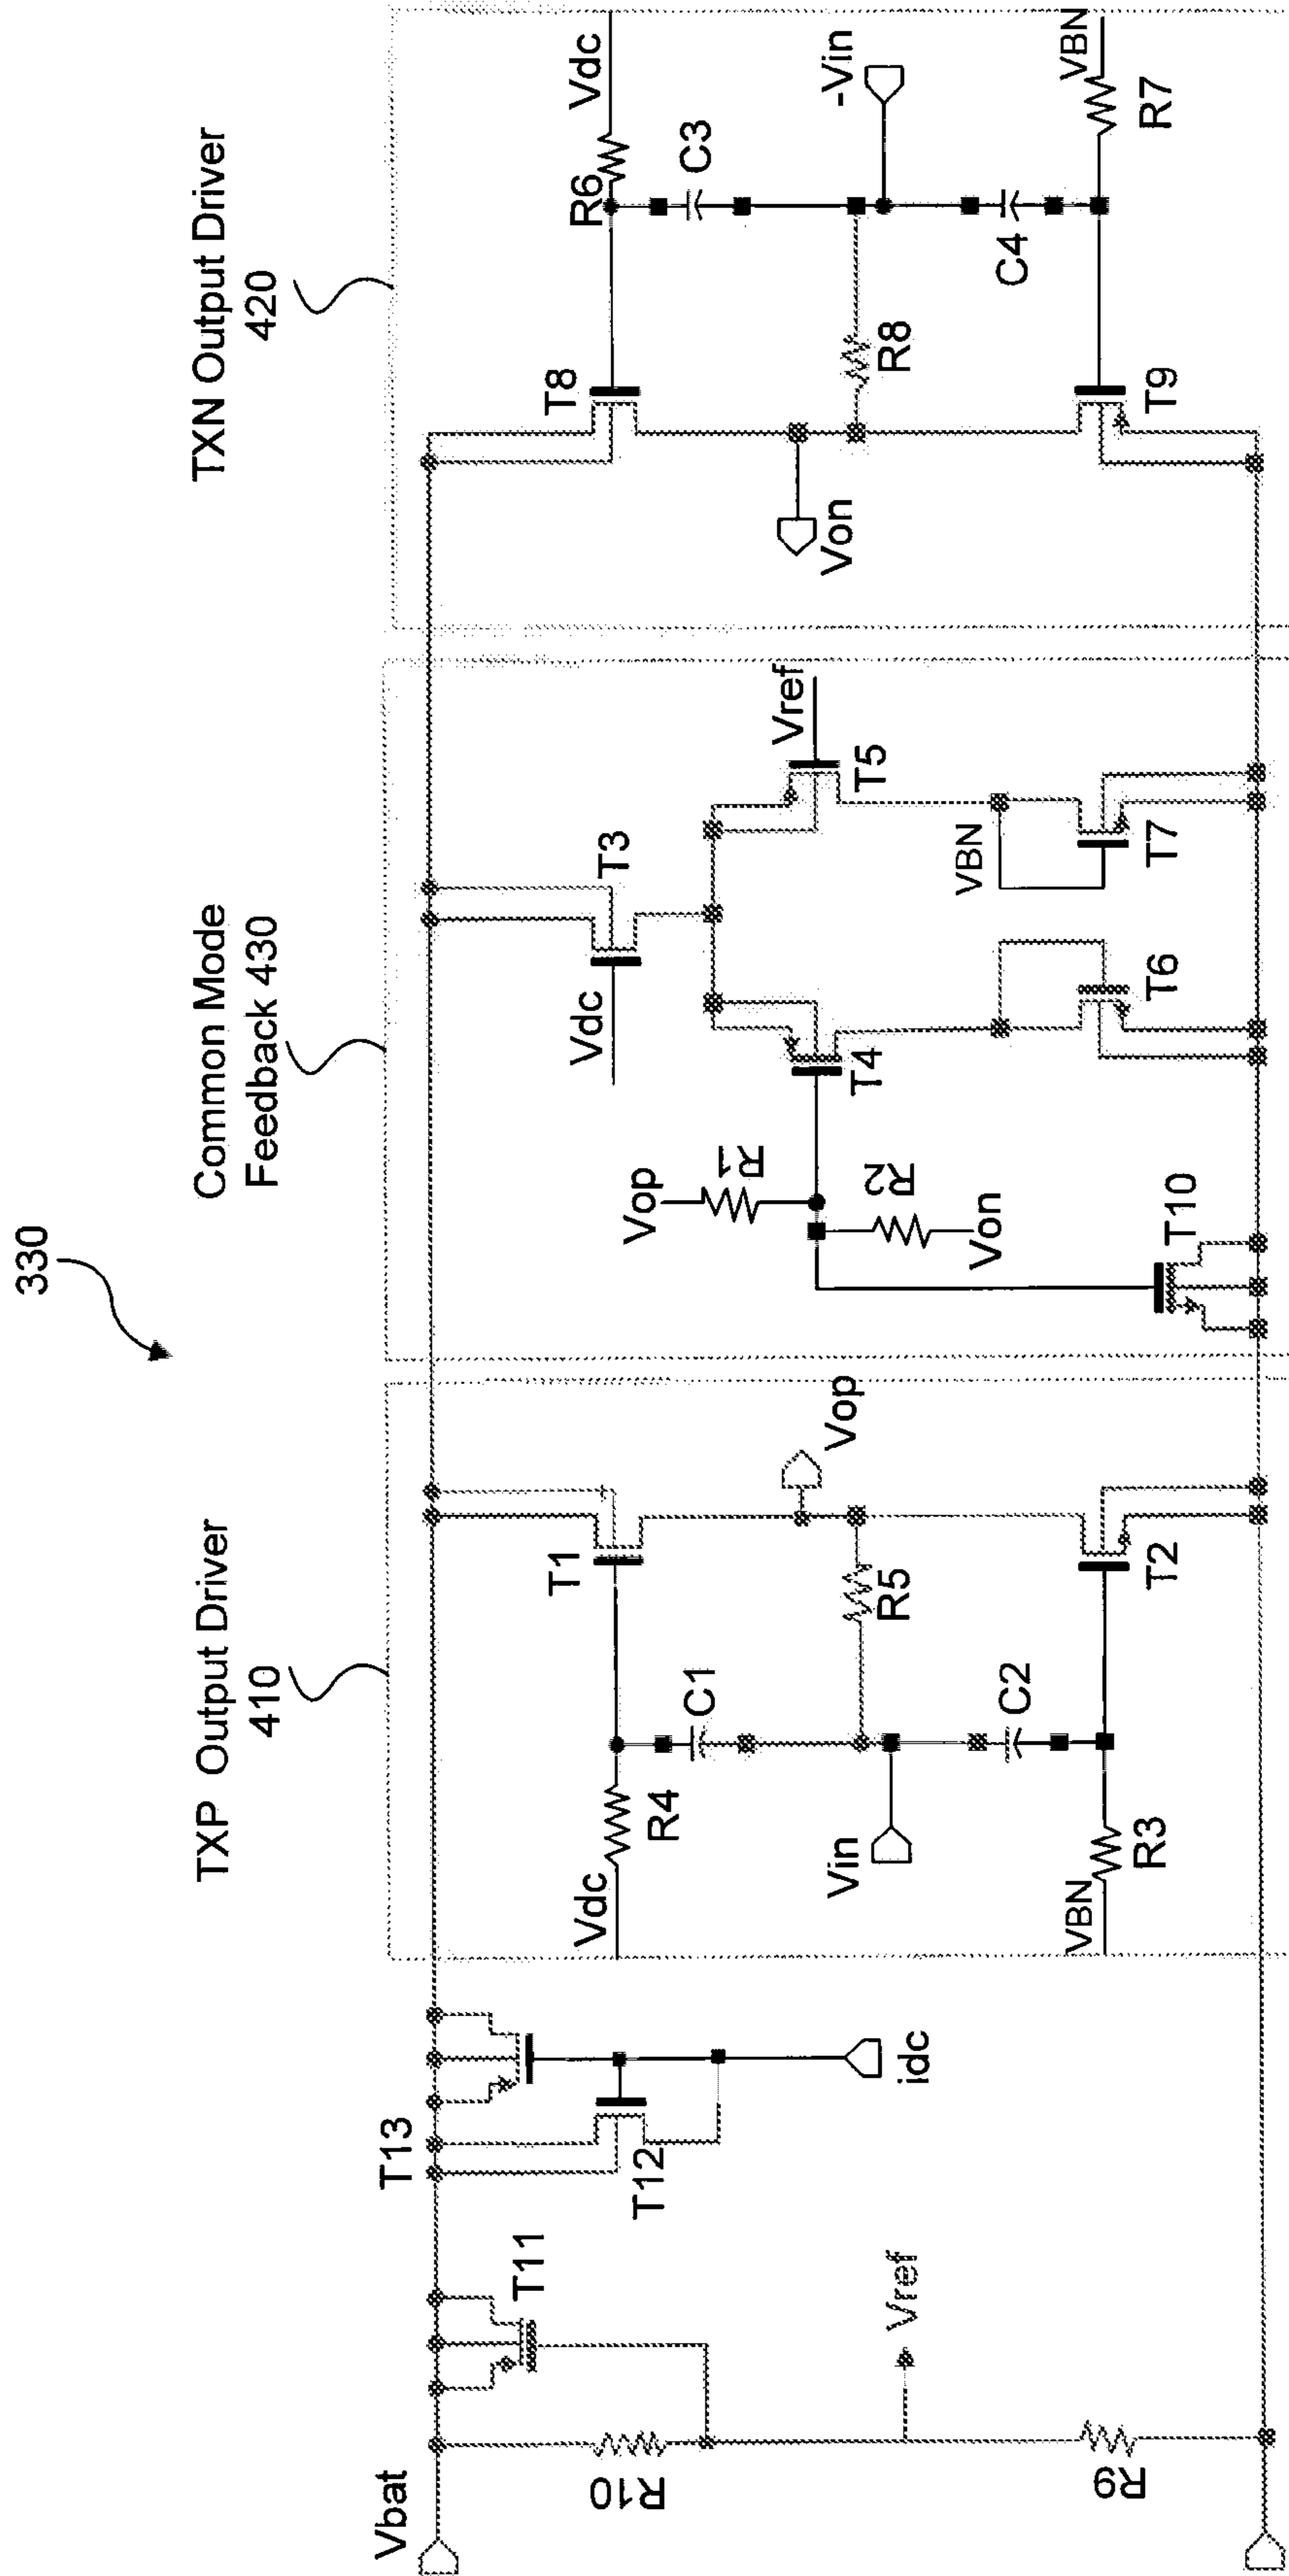 330
TXP Output Driver
410
Common Mode
Feedback 430
TXN Output Driver
420
Vbat
R10
R9
T11
Vref
T13
T12
idc
Vdc
R4
T1
C1
Vin
R5
Vop
C2
VBN
R3
T2
Vdc
T3
Vop
R1
R2
Von
T4
T5
Vref
VBN
T6
T7
T10
T8
R6
Vdc
C3
Von
R8
-Vin
C4
T9
R7
VBN